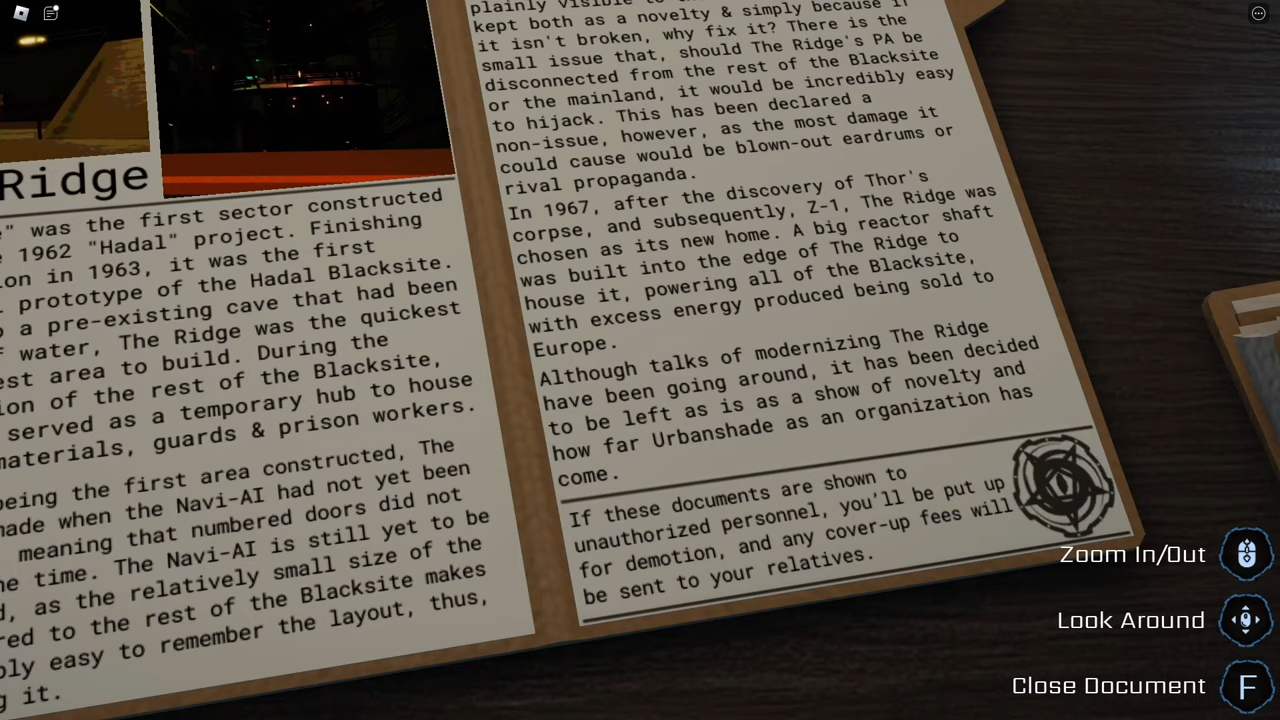 Ridge
e" was the first sector constructed
e 1962 "Hadal" project. Finishing
ion in 1963, it was the first
prototype of the Hadal Blacksite.
o a pre-existing cave that had been
f water, The Ridge was the quickest
est area to build. During the
ion of the rest of the Blacksite,
served as a temporary hub to house
materials, guards & prison workers.
being the first area constructed, The
made when the Navi-AI had not yet been
meaning that numbered doors did not
he time. The Navi-AI is still yet to be
d, as the relatively small size of the
red to the rest of the Blacksite makes
bly easy to remember the layout, thus,
g it.
plainly visible to
kept both as a novelty & simply because if
it isn't broken, why fix it? There is the
small issue that, should The Ridge's PA be
disconnected from the rest of the Blacksite
or the mainland, it would be incredibly easy
to hijack. This has been declared a
non-issue, however, as the most damage it
could cause would be blown-out eardrums or
rival propaganda.
In 1967, after the discovery of Thor's
corpse, and subsequently, Z-1, The Ridge was
chosen as its new home. A big reactor shaft
was built into the edge of The Ridge to
house it, powering all of the Blacksite,
with excess energy produced being sold to
Europe.
Although talks of modernizing The Ridge
have been going around, it has been decided
to be left as is as a show of novelty and
how far Urbanshade as an organization has
come.
If these documents are shown to
unauthorized personnel, you'll be put up
for demotion, and any cover-up fees will
be sent to your relatives.
Zoom In/Out
Look Around
Close Document F